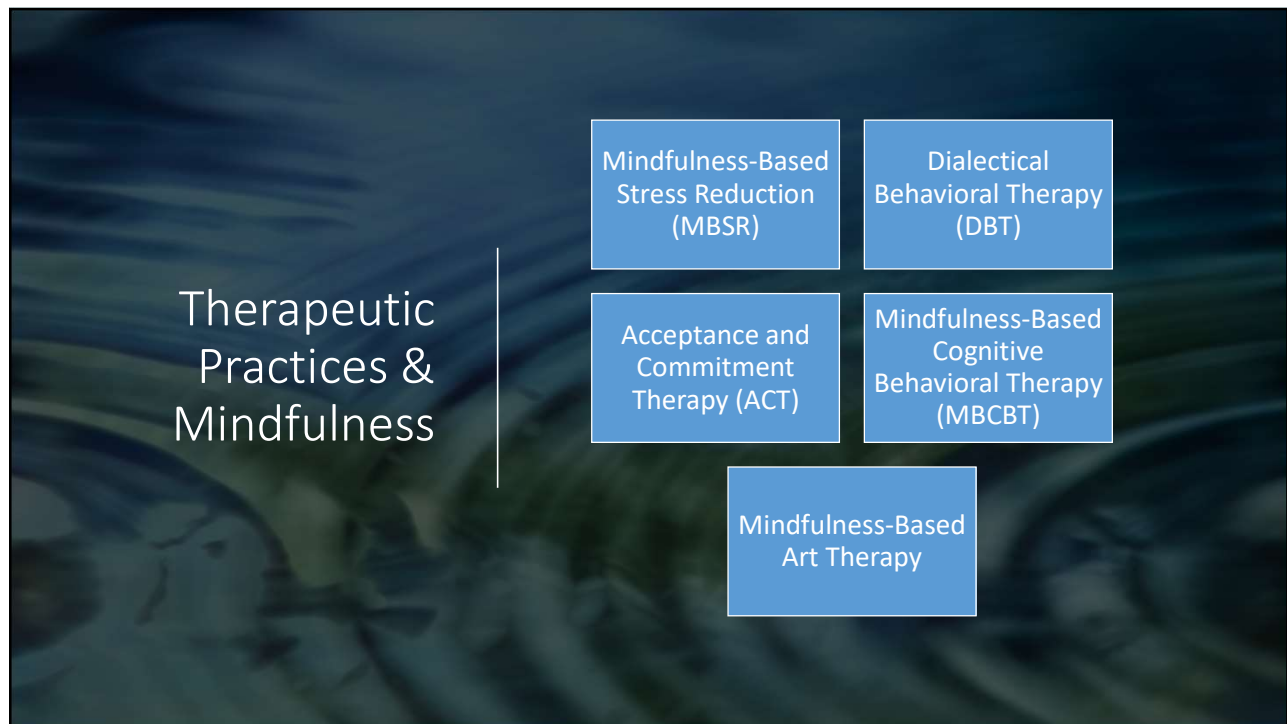 Therapeutic
Practices &
Mindfulness
Mindfulness-Based
Stress Reduction
(MBSR)
Dialectical
Behavioral Therapy
(DBT)
Acceptance and
Commitment
Therapy (ACT)
Mindfulness-Based
Cognitive
Behavioral Therapy
(MBCBT)
Mindfulness-Based
Art Therapy